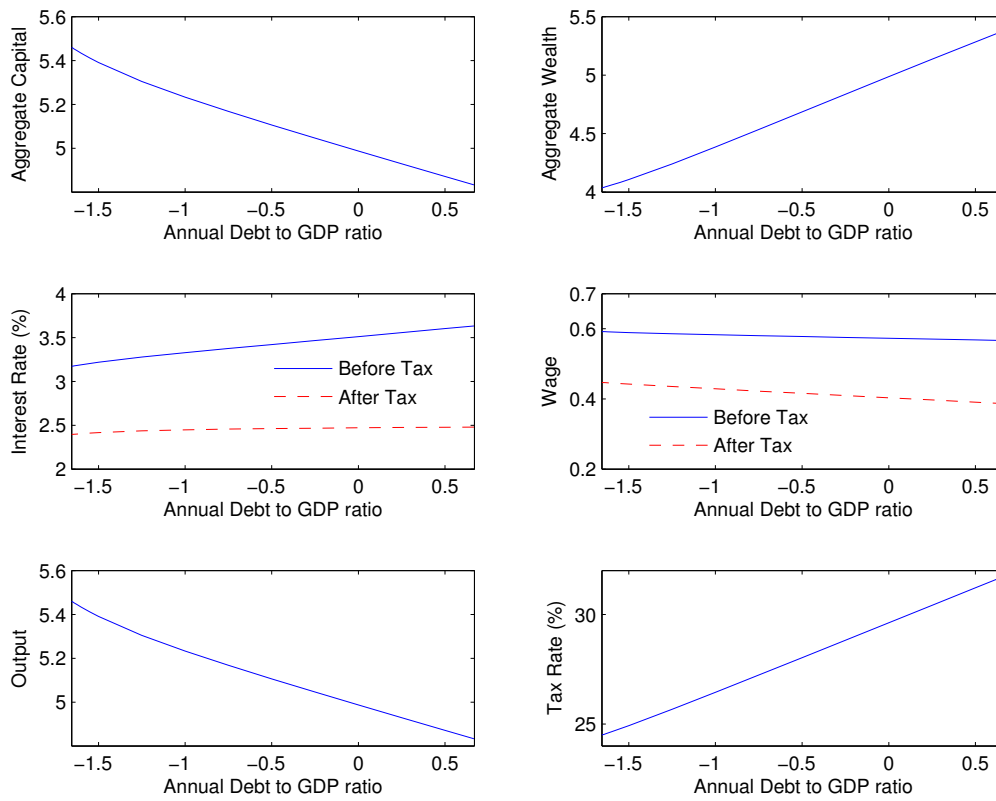 Aggregate Capital
5.6
5.4
5.2
5
−1.5 −1 −0.5 0 0.5
Annual Debt to GDP ratio
Aggregate Wealth
5.5
5
4.5
4
−1.5 −1 −0.5 0 0.5
Annual Debt to GDP ratio
Interest Rate (%)
4
3.5
3
2.5
2
Before Tax
After Tax
−1.5 −1 −0.5 0 0.5
Annual Debt to GDP ratio
Wage
0.7
0.6
0.4
0.2
Before Tax
After Tax
−1.5 −1 −0.5 0 0.5
Annual Debt to GDP ratio
Output
5.6
5.4
5.2
5
−1.5 −1 −0.5 0 0.5
Annual Debt to GDP ratio
Tax Rate (%)
30
25
−1.5 −1 −0.5 0 0.5
Annual Debt to GDP ratio